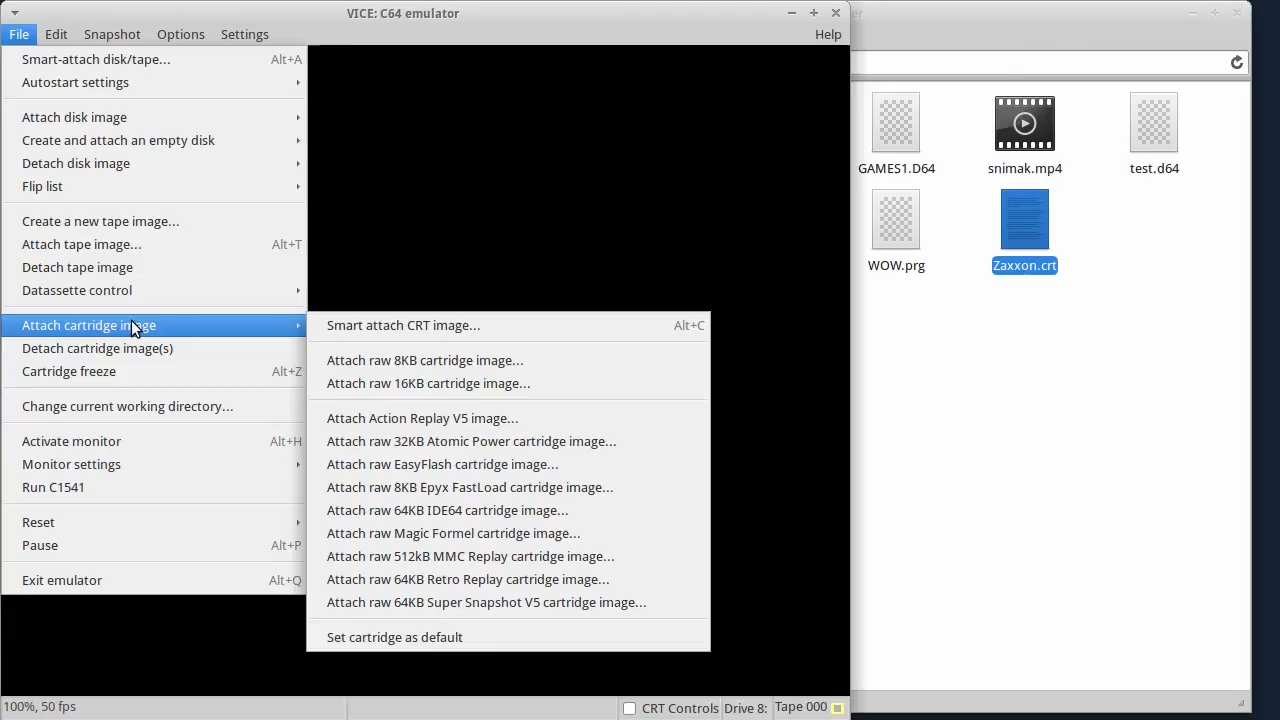 VICE: C64 emulator
er
File Edit Snapshot Options Settings Help
Smart-attach disk/tape... Alt+A
Autostart settings
Attach disk image
Create and attach an empty disk
Detach disk image
Flip list
Create a new tape image...
Attach tape image... Alt+T
Detach tape image
Datassette control
Attach cartridge image
Detach cartridge image(s)
Cartridge freeze Alt+Z
Change current working directory...
Activate monitor Alt+H
Monitor settings
Run C1541
Reset
Pause Alt+P
Exit emulator Alt+Q
Smart attach CRT image... Alt+C
Attach raw 8KB cartridge image...
Attach raw 16KB cartridge image...
Attach Action Replay V5 image...
Attach raw 32KB Atomic Power cartridge image...
Attach raw EasyFlash cartridge image...
Attach raw 8KB Epyx FastLoad cartridge image...
Attach raw 64KB IDE64 cartridge image...
Attach raw Magic Formel cartridge image...
Attach raw 512kB MMC Replay cartridge image...
Attach raw 64KB Retro Replay cartridge image...
Attach raw 64KB Super Snapshot V5 cartridge image...
Set cartridge as default
GAMES1.D64 snimak.mp4 test.d64
WOW.prg Zaxxon.crt
100%, 50 fps CRT Controls Drive 8: Tape 000